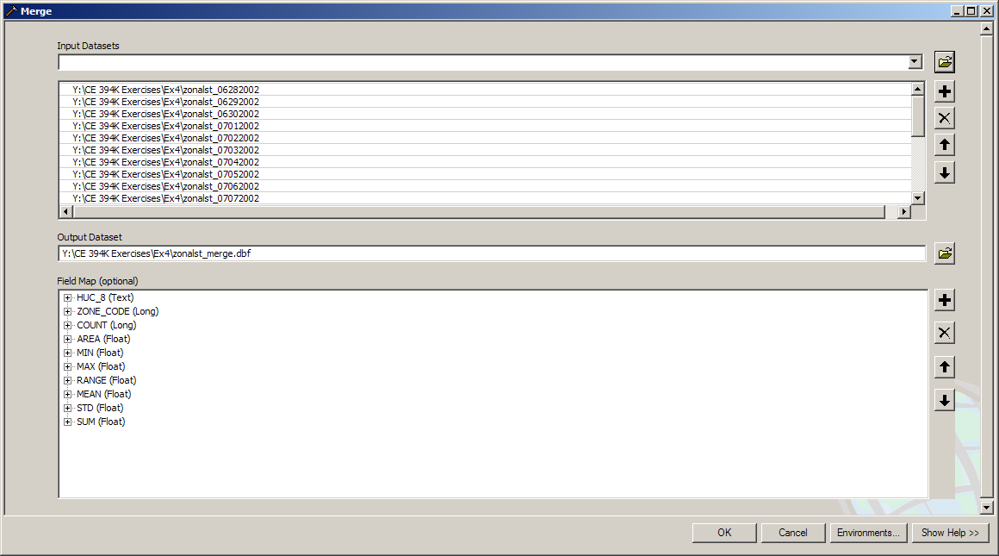 Merge
Input Datasets
Y:\CE 394K Exercises\Ex4\zonalst_06282002
Y:\CE 394K Exercises\Ex4\zonalst_06292002
Y:\CE 394K Exercises\Ex4\zonalst_06302002
Y:\CE 394K Exercises\Ex4\zonalst_07012002
Y:\CE 394K Exercises\Ex4\zonalst_07022002
Y:\CE 394K Exercises\Ex4\zonalst_07032002
Y:\CE 394K Exercises\Ex4\zonalst_07042002
Y:\CE 394K Exercises\Ex4\zonalst_07052002
Y:\CE 394K Exercises\Ex4\zonalst_07062002
Y:\CE 394K Exercises\Ex4\zonalst_07072002
Output Dataset
Y:\CE 394K Exercises\Ex4\zonalst_merge.dbf
Field Map (optional)
HUC_8 (Text)
ZONE_CODE (Long)
COUNT (Long)
AREA (Float)
MIN (Float)
MAX (Float)
RANGE (Float)
MEAN (Float)
STD (Float)
SUM (Float)
OK Cancel Environments... Show Help >>